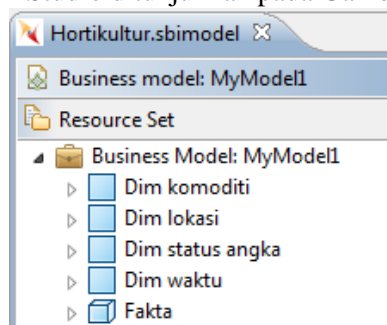 Hortikultur.sbimodel
Business model: MyModel1
Resource Set
Business Model: MyModel1
Dim komoditi
Dim lokasi
Dim status angka
Dim waktu
Fakta